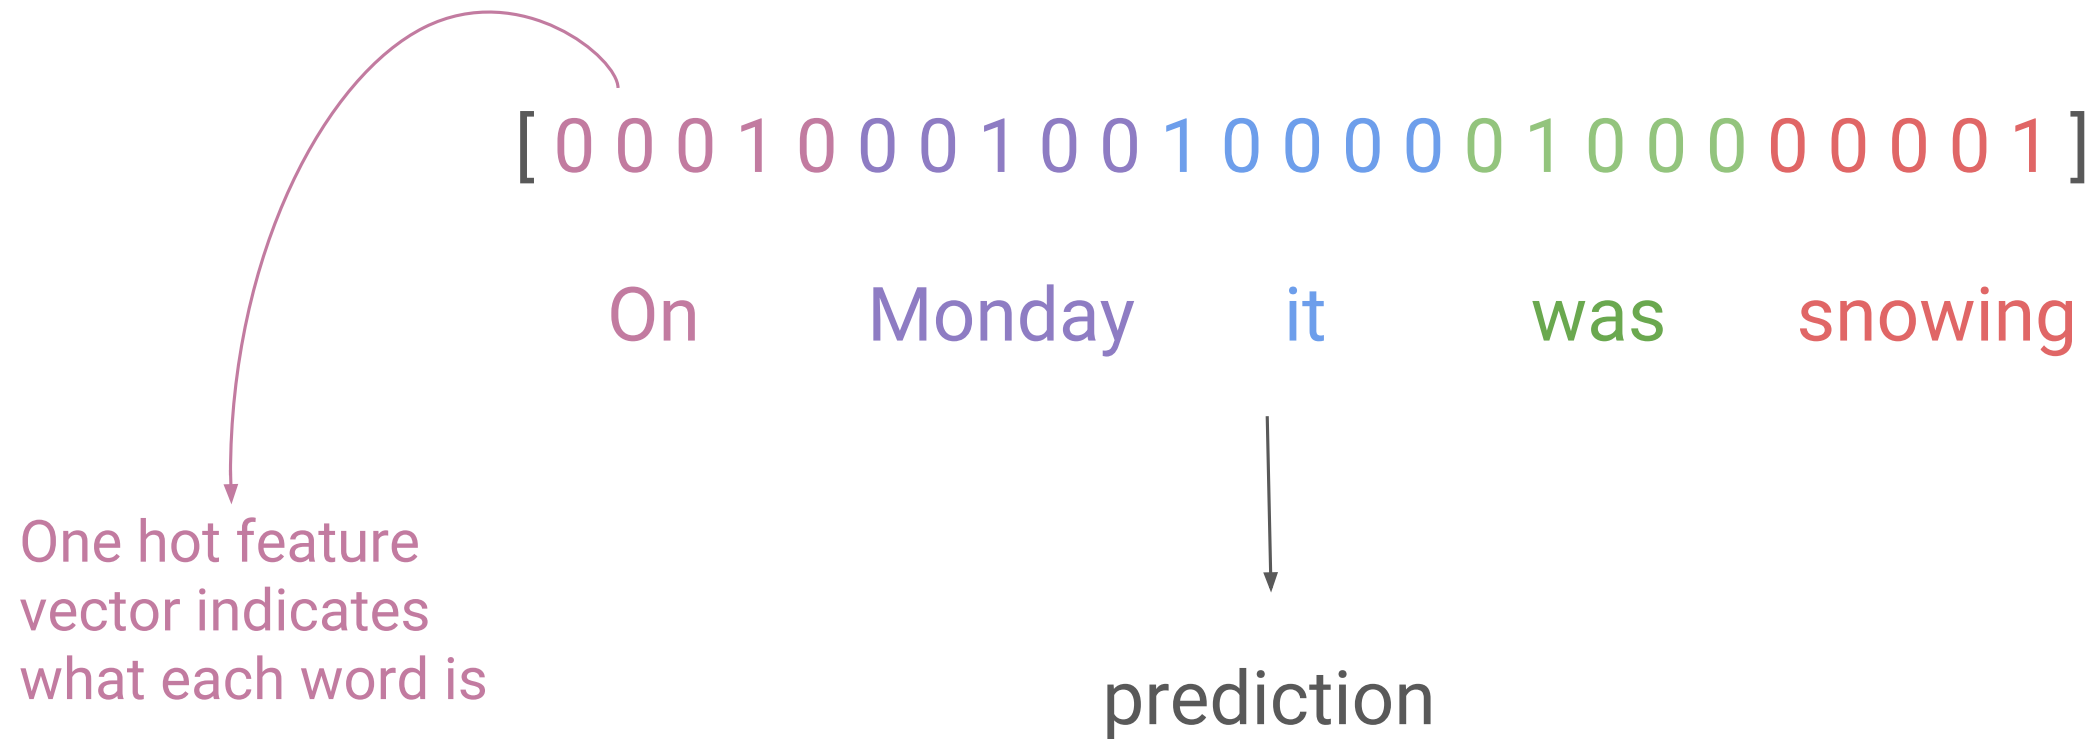 [ 0 0 0 1 0 0 0 1 0 0 1 0 0 0 0 0 1 0 0 0 0 0 0 0 1 ]
On Monday it was snowing
One hot feature
vector indicates
what each word is
prediction